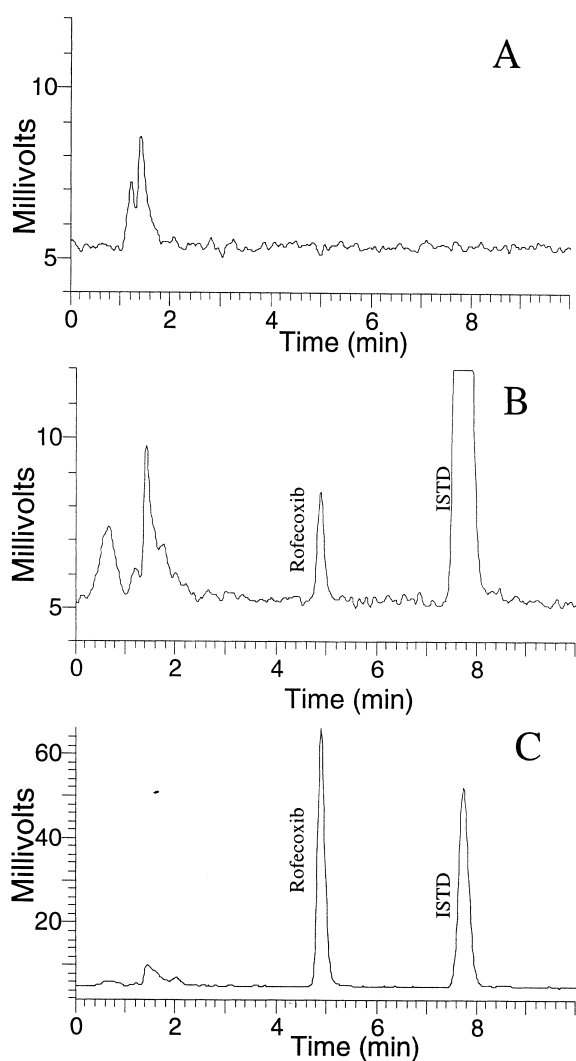 A
Millivolts
10
5
0 2 4 6 8
Time (min)
B
Millivolts
10
5
Rofecoxib
ISTD
0 2 4 6 8
Time (min)
C
Millivolts
60
40
20
Rofecoxib
ISTD
0 2 4 6 8
Time (min)